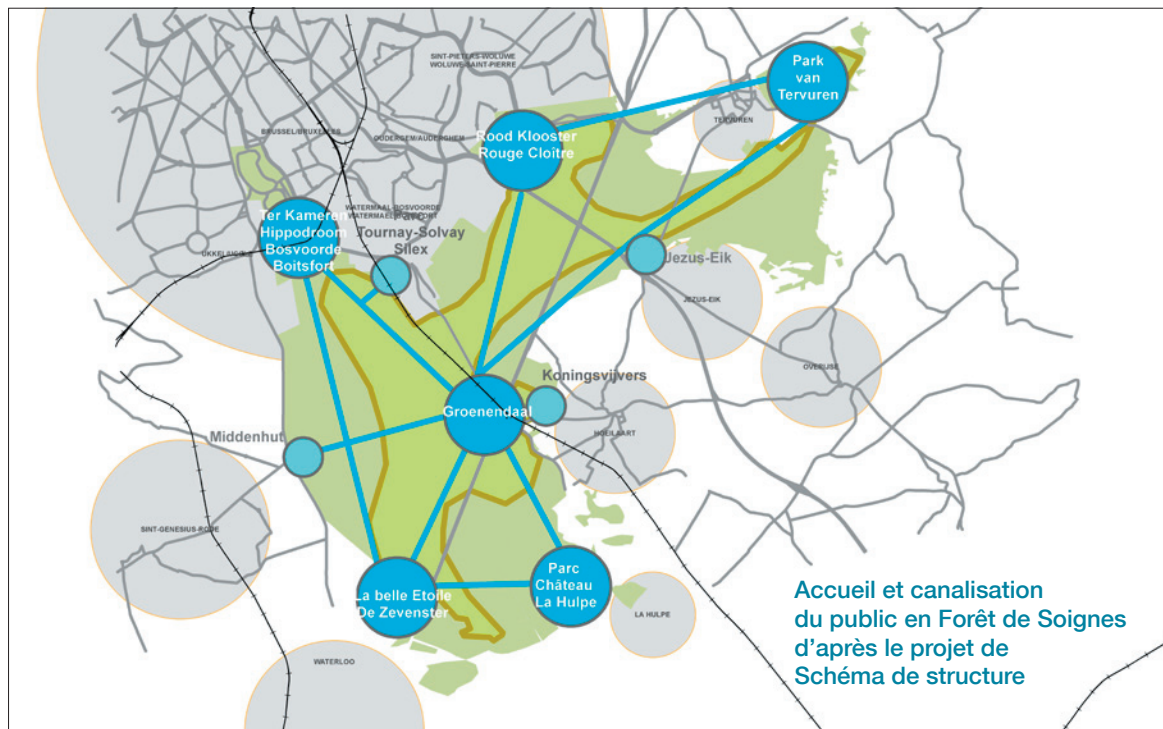 SINT-PIETERS-WOLUWE
WOLUWE-SAINT-PIERRE
Park
van
Tervuren
TERVUREN
BRUSSEL/BRUXELLES
OUDERGEM/AUDERGHEM
Rood Klooster
Rouge Cloître
WATERMAAL-BOSVOORDE
Parc
Tournay-Solvay
Silex
Ter Kameren
Hippodroom
Bosvoorde
Boitsfort
Jezus-Eik
JEZUS-EIK
OVERIJSE
Koningsvijvers
Groenendaal
HOEILAART
Middenhut
SINT-GENESIUS-RODE
La belle Etoile
De Zevenster
Parc
Château
La Hulpe
LA HULPE
WATERLOO
Accueil et canalisation
du public en Forêt de Soignes
d'après le projet de
Schéma de structure